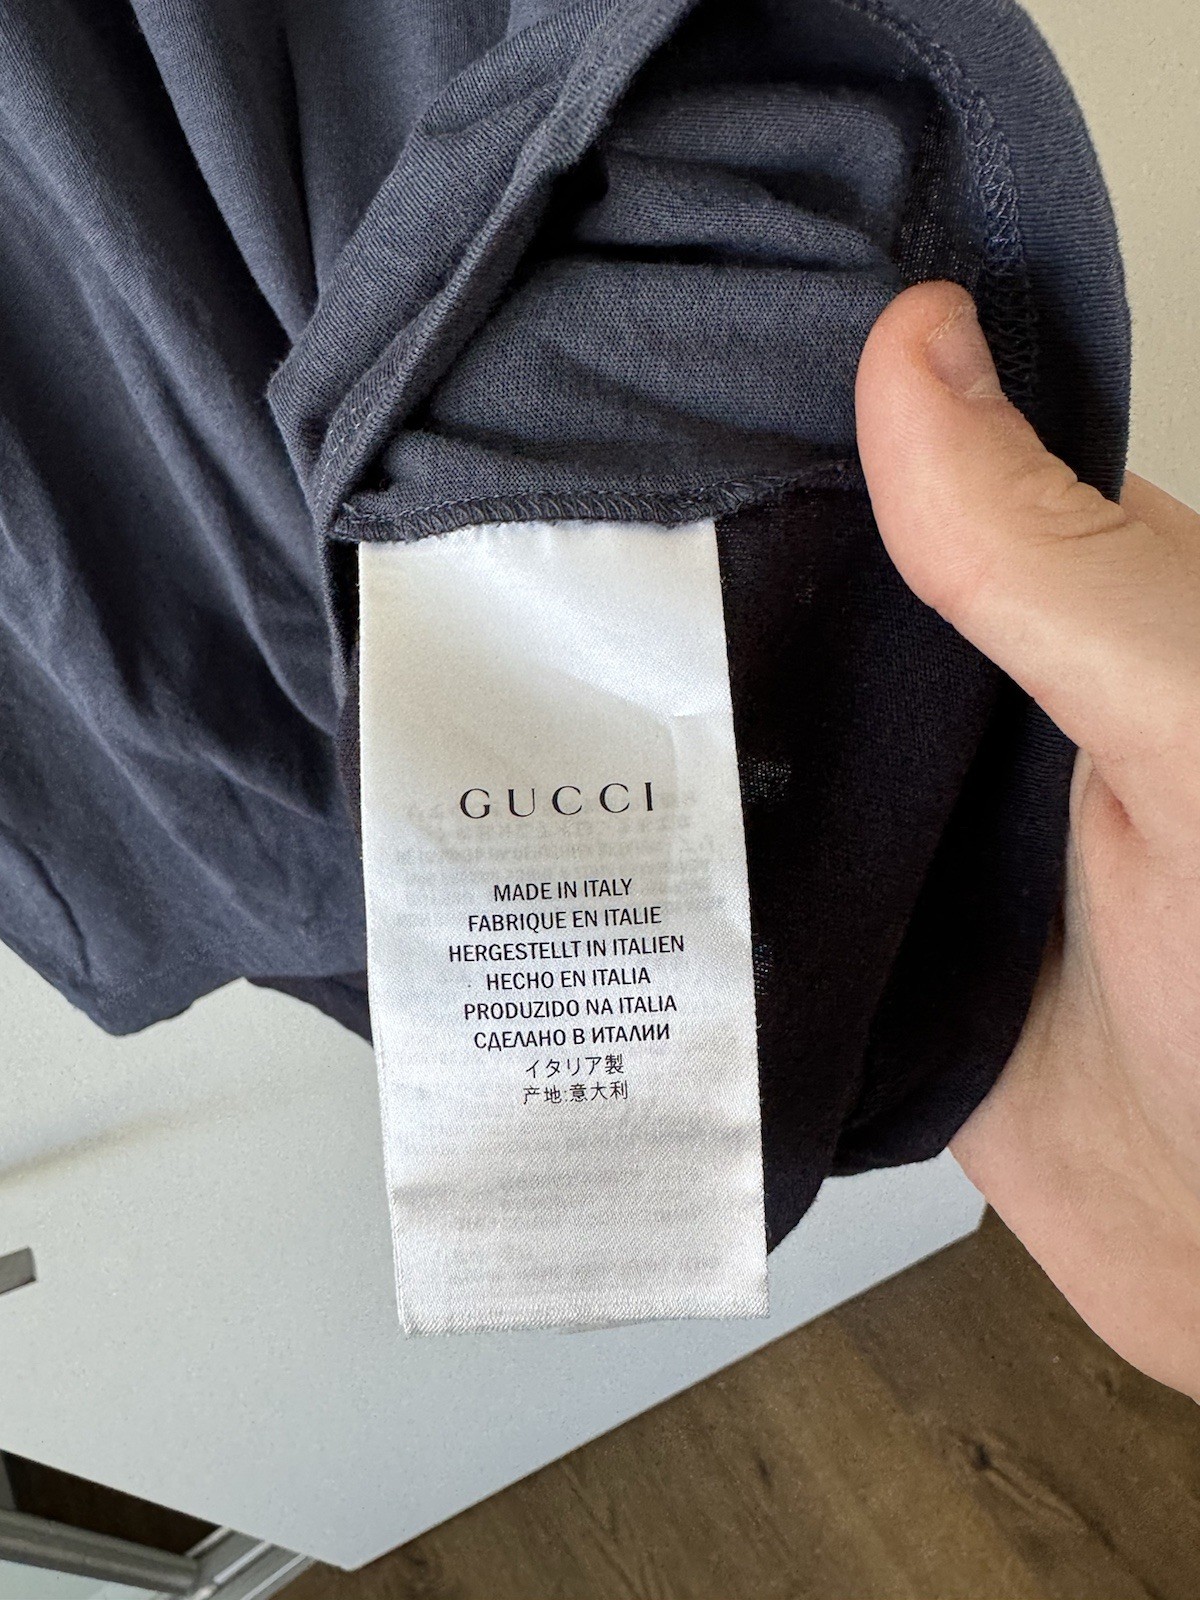 GUCCI
MADE IN ITALY
FABRIQUE EN ITALIE
HERGESTELLT IN ITALIEN
HECHO EN ITALIA
PRODUZIDO NA ITALIA
СДЕЛАНО В ИТАЛИИ
イタリア製
产地:意大利